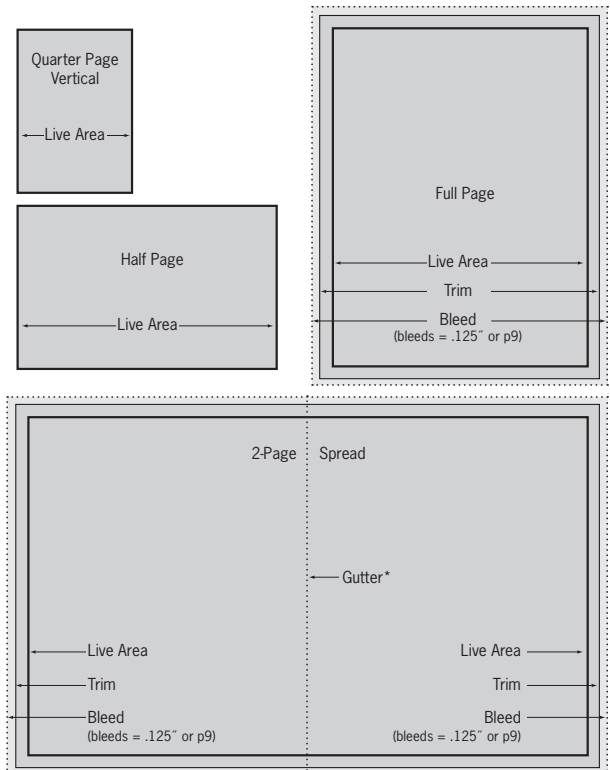 Quarter Page
Vertical
Live Area
Half Page
Live Area
Full Page
Live Area
Trim
Bleed
(bleeds = .125˝ or p9)
2-Page Spread
Gutter*
Live Area
Live Area
Trim
Trim
Bleed
Bleed
(bleeds = .125˝ or p9)
(bleeds = .125˝ or p9)